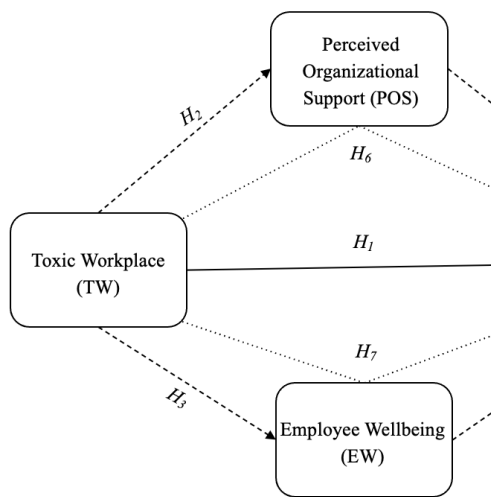 Perceived
Organizational
Support (POS)
H2
H6
Toxic Workplace
(TW)
H1
H7
H3
Employee Wellbeing
(EW)